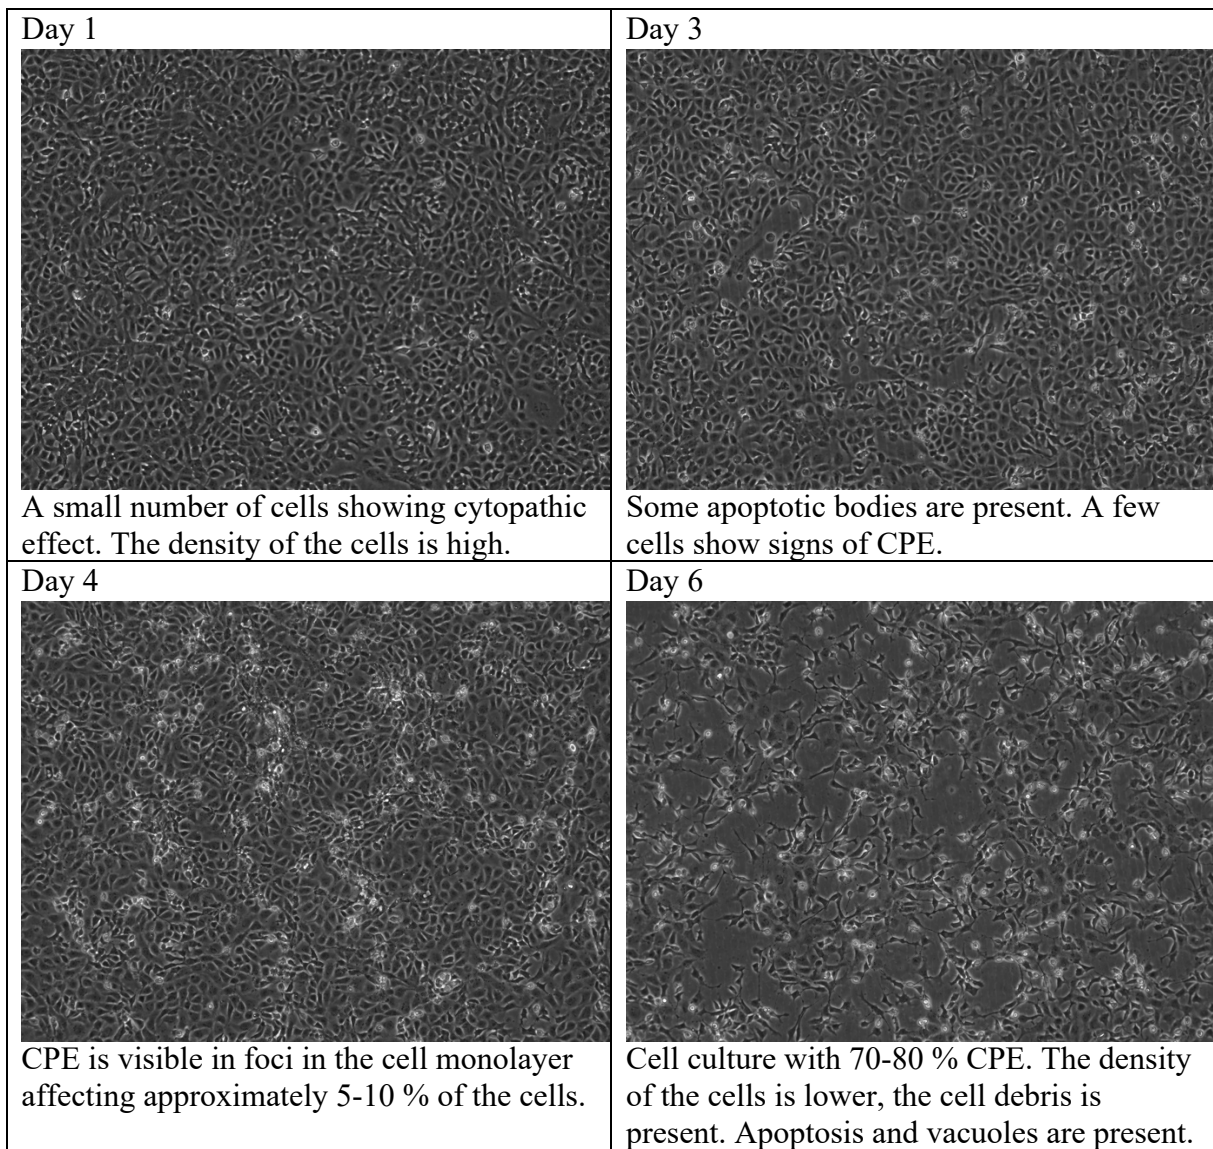 Day 1
A small number of cells showing cytopathic
effect. The density of the cells is high.
Day 3
Some apoptotic bodies are present. A few
cells show signs of CPE.
Day 4
CPE is visible in foci in the cell monolayer
affecting approximately 5-10 % of the cells.
Day 6
Cell culture with 70-80 % CPE. The density
of the cells is lower, the cell debris is
present. Apoptosis and vacuoles are present.